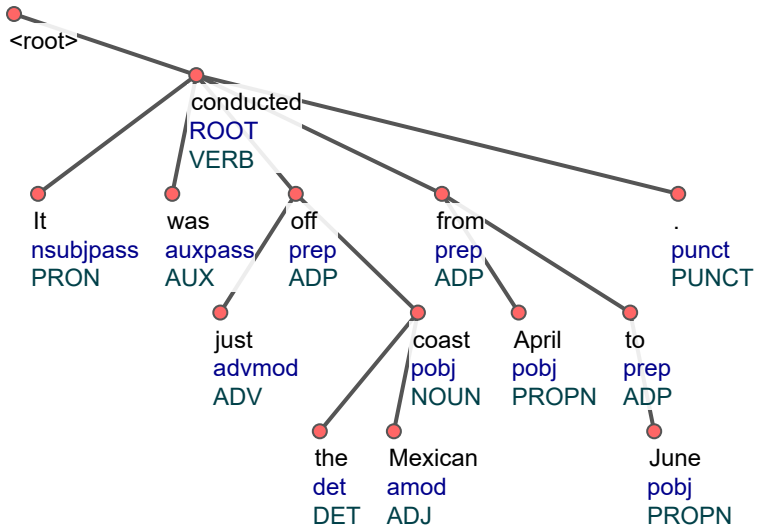 <root>
conducted
ROOT
VERB
It
nsubjpass
PRON
was
auxpass
AUX
off
prep
ADP
from
prep
ADP
.
punct
PUNCT
just
advmod
ADV
coast
pobj
NOUN
April
pobj
PROPN
to
prep
ADP
the
det
DET
Mexican
amod
ADJ
June
pobj
PROPN